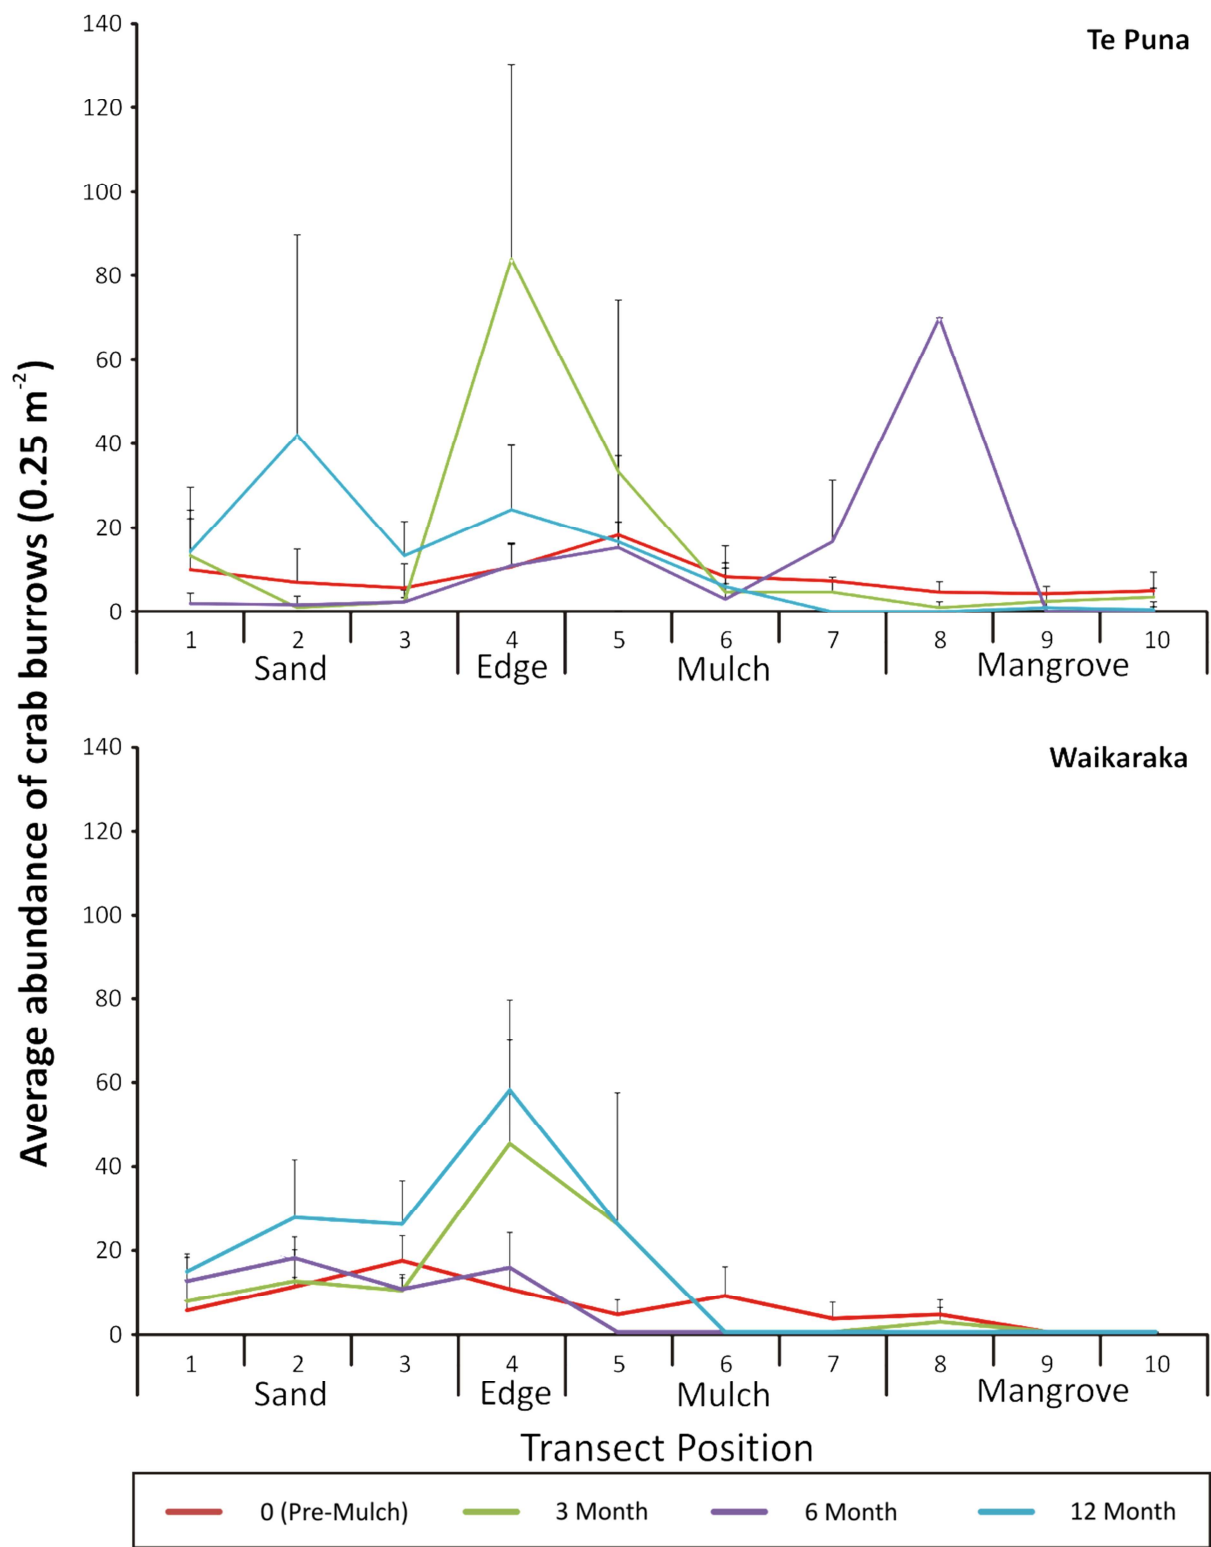 Te Puna
140
120
100
80
60
40
20
0
1 2 3 4 5 6 7 8 9 10
Sand Edge Mulch Mangrove
Average abundance of crab burrows (0.25 m⁻²)
Waikaraka
140
120
100
80
60
40
20
0
1 2 3 4 5 6 7 8 9 10
Sand Edge Mulch Mangrove
Transect Position
0 (Pre-Mulch) 3 Month 6 Month 12 Month